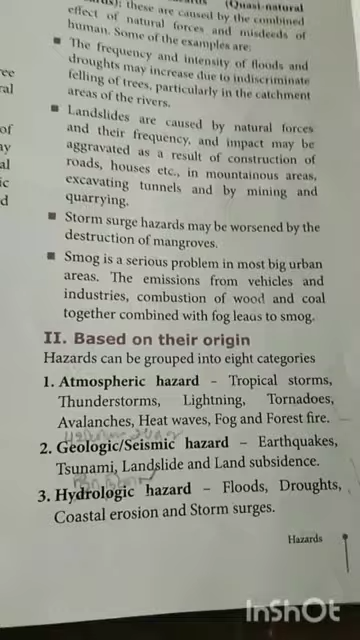 (Quasi-natural
these are caused by the combined
effect of natural forces and misdeeds of
human. Some of the examples are:
■ The frequency and intensity of floods and
droughts may increase due to indiscriminate
felling of trees, particularly in the catchment
areas of the rivers.
■ Landslides are caused by natural forces
and their frequency, and impact may be
aggravated as a result of construction of
roads, houses etc., in mountainous areas,
excavating tunnels and by mining and
quarrying.
■ Storm surge hazards may be worsened by the
destruction of mangroves.
■ Smog is a serious problem in most big urban
areas. The emissions from vehicles and
industries, combustion of wood and coal
together combined with fog leads to smog.
II. Based on their origin
Hazards can be grouped into eight categories
1. Atmospheric hazard – Tropical storms,
Thunderstorms, Lightning, Tornadoes,
Avalanches, Heat waves, Fog and Forest fire.
2. Geologic/Seismic hazard – Earthquakes,
Tsunami, Landslide and Land subsidence.
3. Hydrologic hazard – Floods, Droughts,
Coastal erosion and Storm surges.
Hazards
InShOt